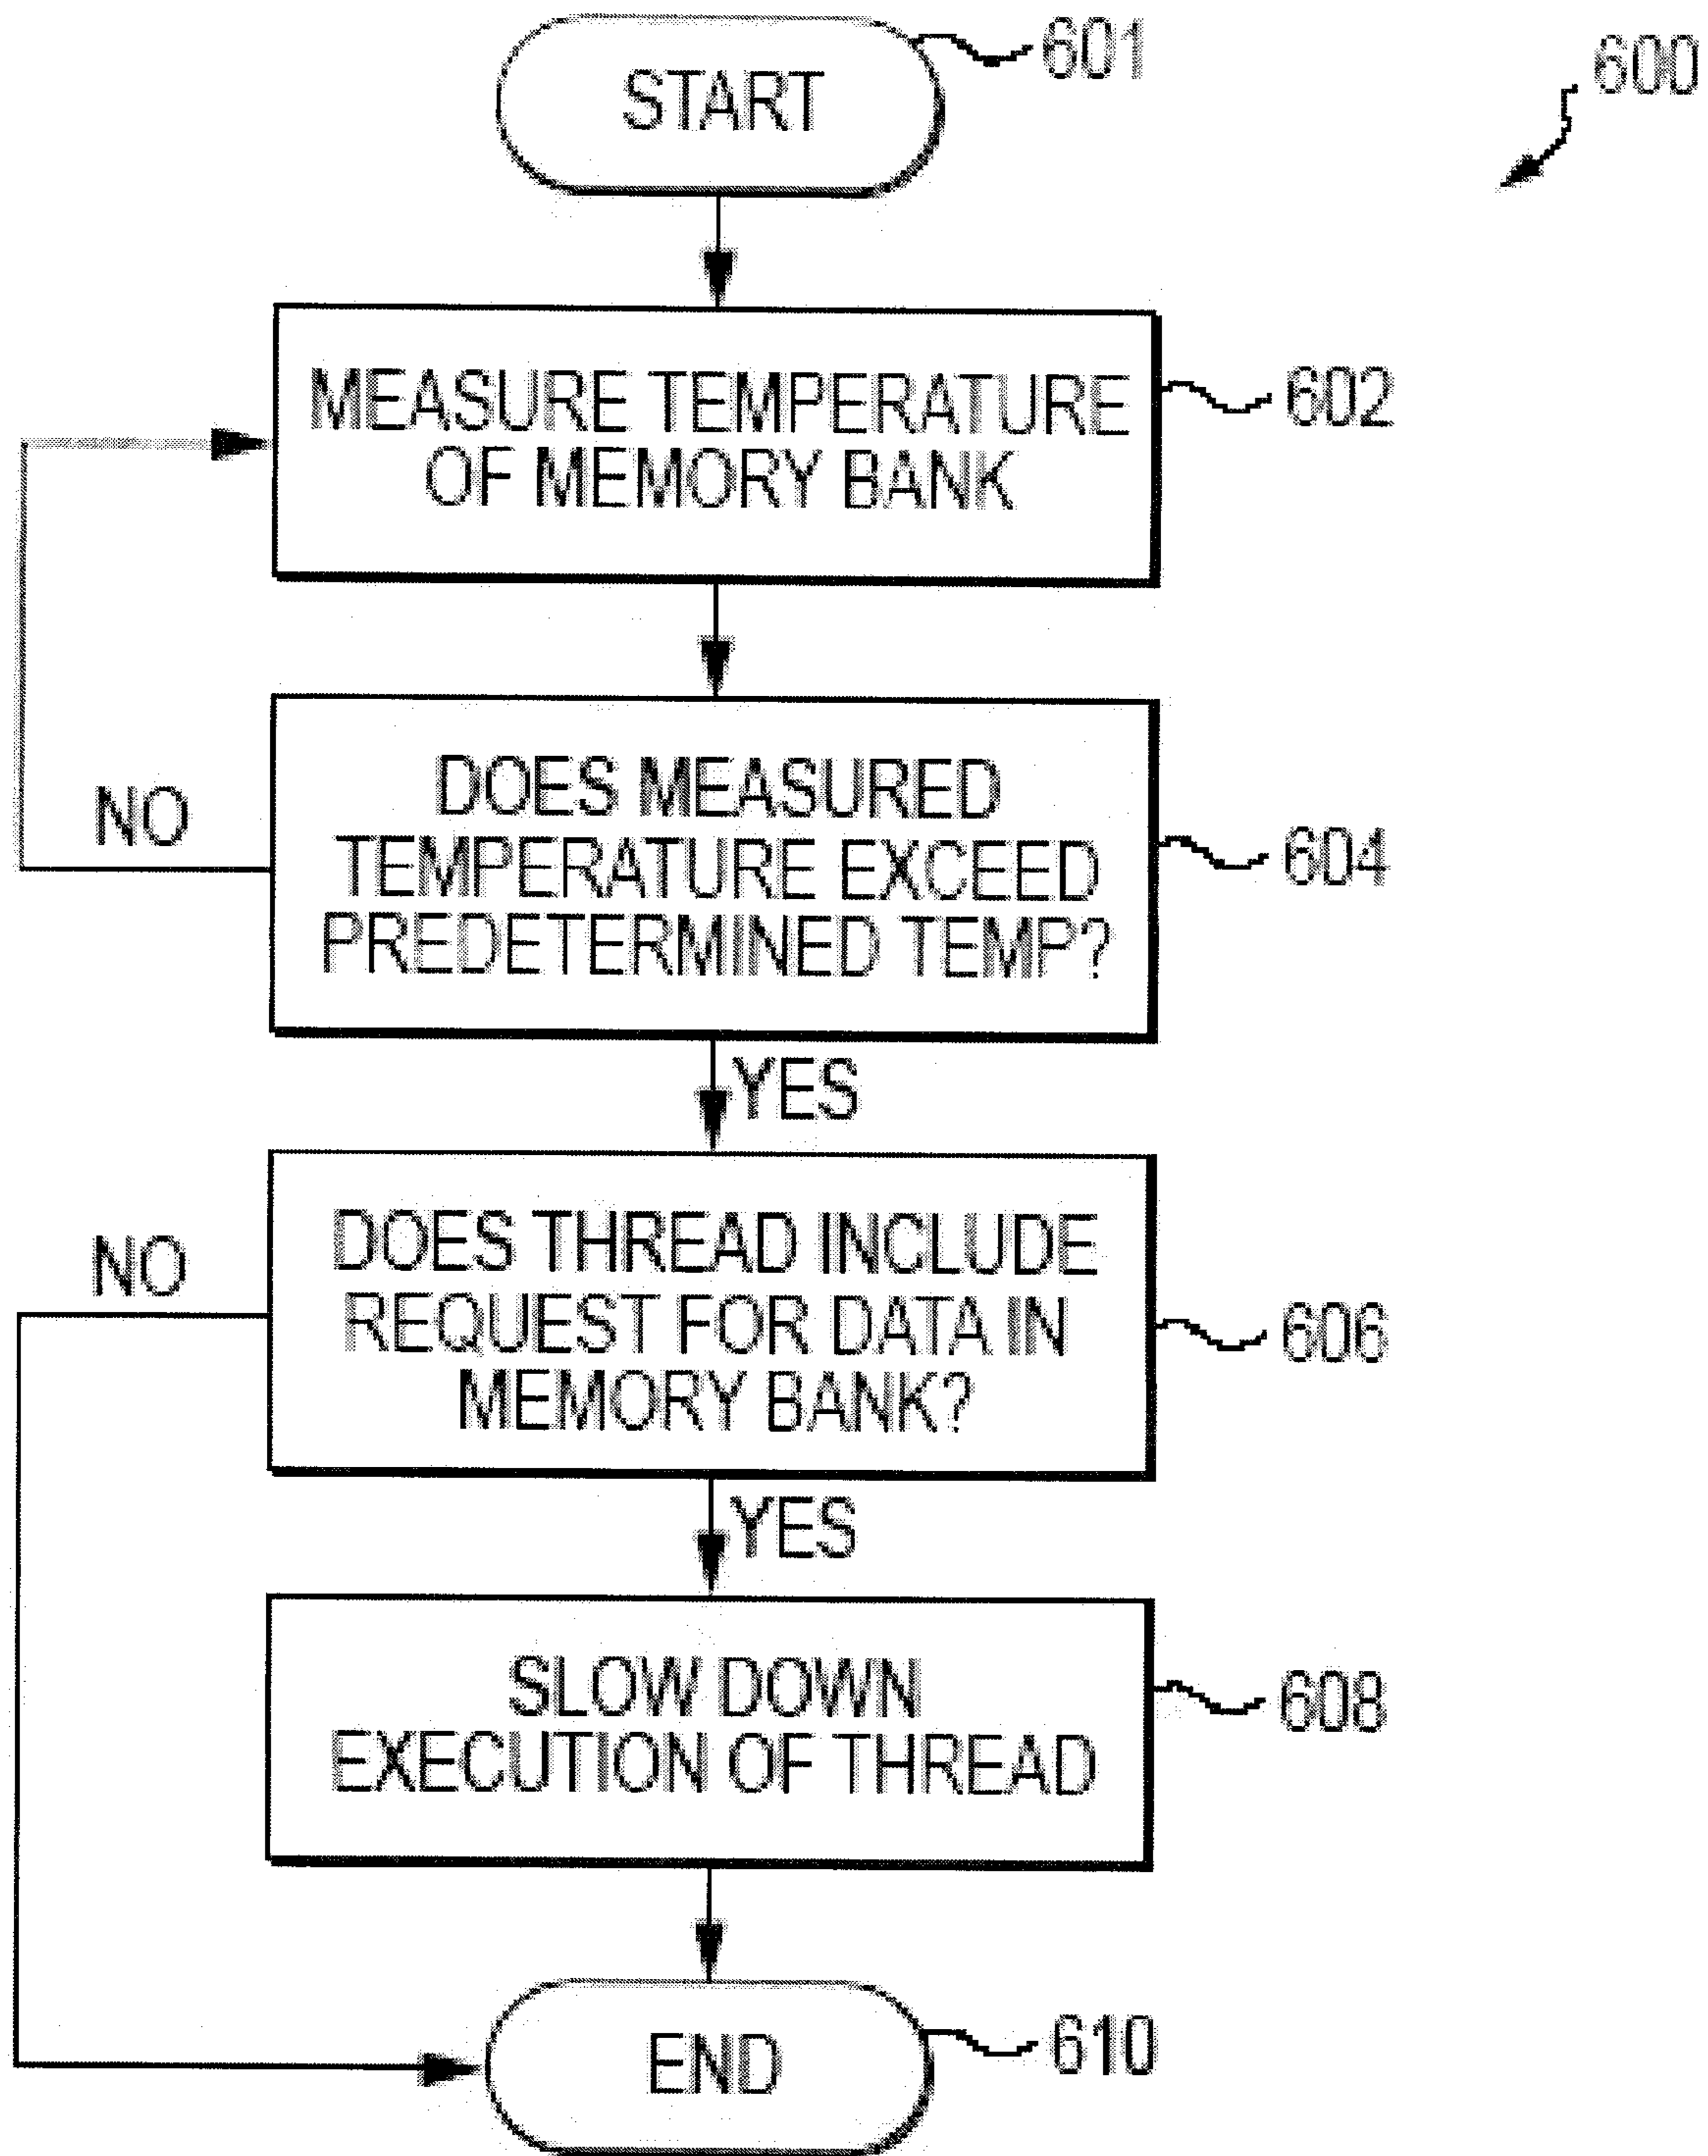 START
601
600
MEASURE TEMPERATURE
OF MEMORY BANK
602
DOES MEASURED
TEMPERATURE EXCEED
PREDETERMINED TEMP?
604
NO
YES
DOES THREAD INCLUDE
REQUEST FOR DATA IN
MEMORY BANK?
606
NO
YES
SLOW DOWN
EXECUTION OF THREAD
608
END
610